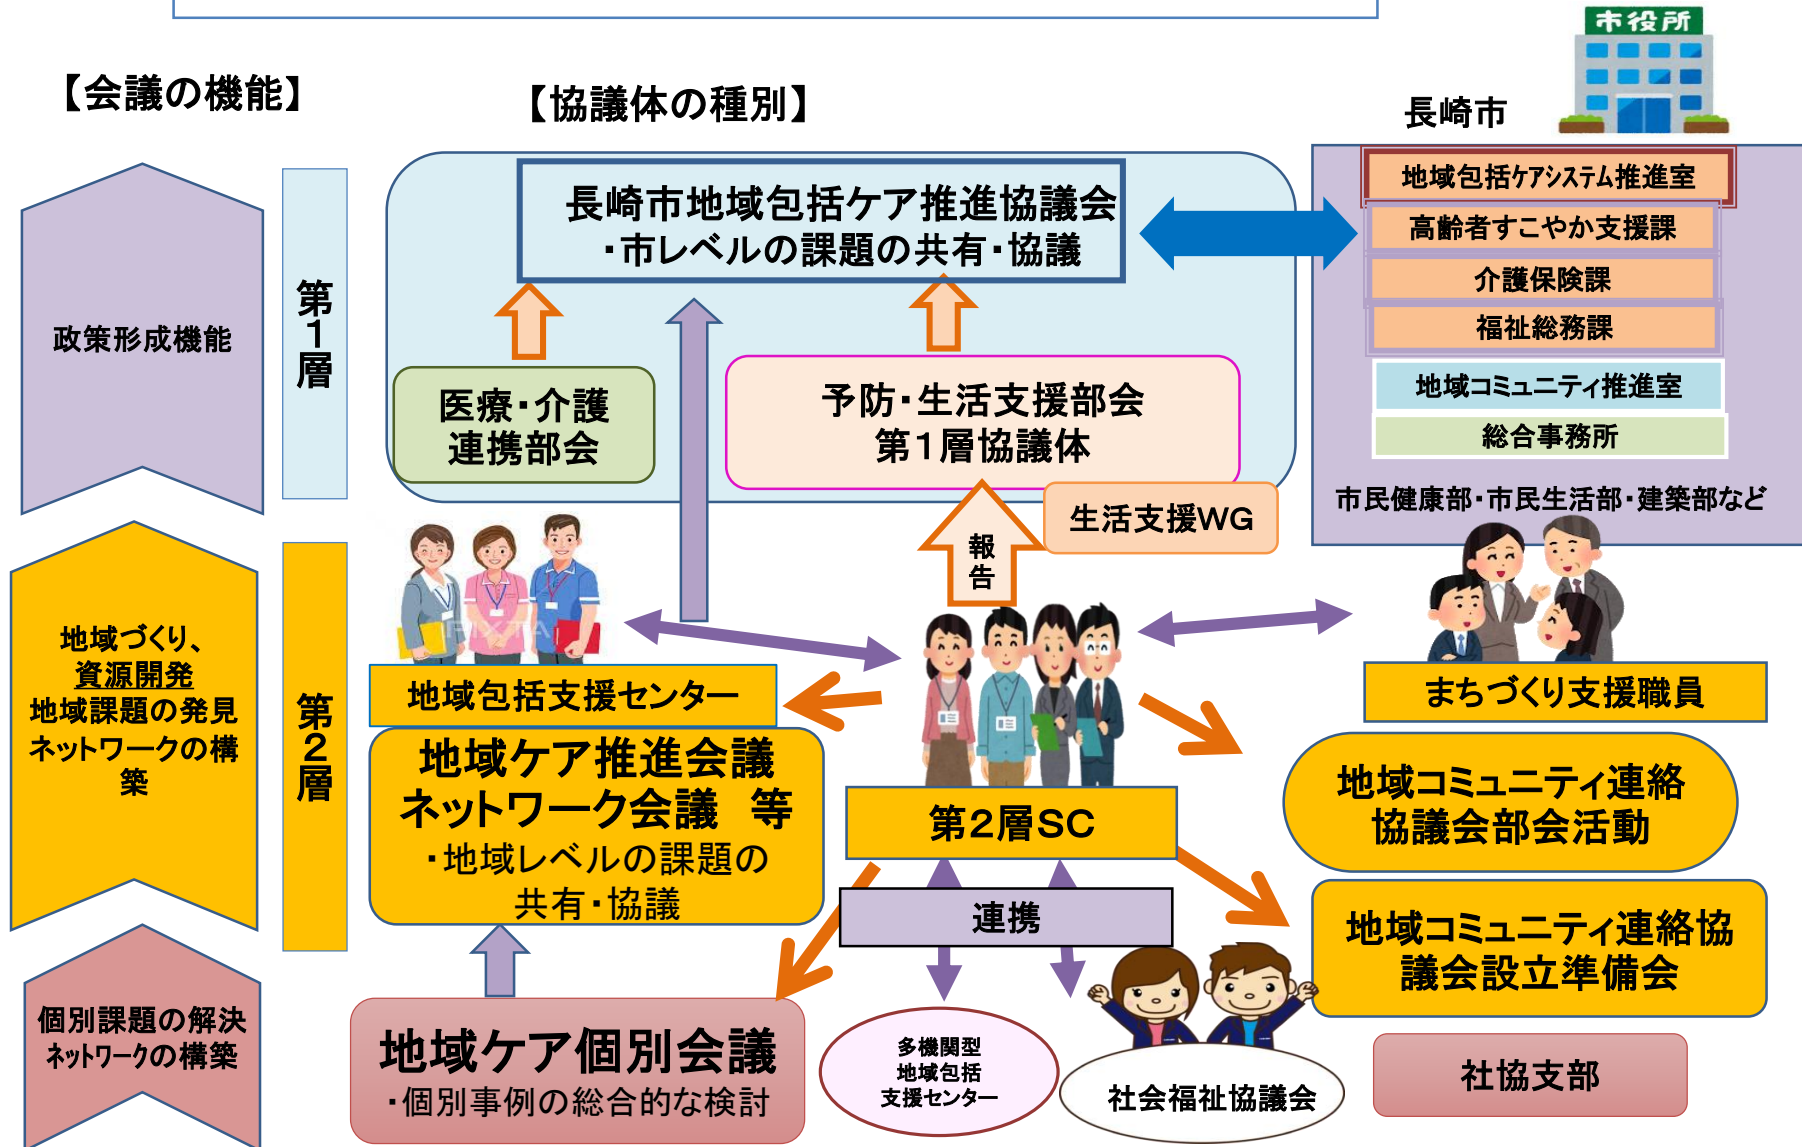 市役所
【会議の機能】
【協議体の種別】
長崎市
政策形成機能
第1層
長崎市地域包括ケア推進協議会
・市レベルの課題の共有・協議
医療・介護
連携部会
予防・生活支援部会
第1層協議体
生活支援WG
報告
地域包括ケアシステム推進室
高齢者すこやか支援課
介護保険課
福祉総務課
地域コミュニティ推進室
総合事務所
市民健康部・市民生活部・建築部など
地域づくり、
資源開発
地域課題の発見
ネットワークの構
築
第2層
PIXTA
地域包括支援センター
地域ケア推進会議
ネットワーク会議　等
・地域レベルの課題の
共有・協議
第2層SC
連携
まちづくり支援職員
地域コミュニティ連絡
協議会部会活動
地域コミュニティ連絡協
議会設立準備会
個別課題の解決
ネットワークの構築
地域ケア個別会議
・個別事例の総合的な検討
多機関型
地域包括
支援センター
社会福祉協議会
社協支部